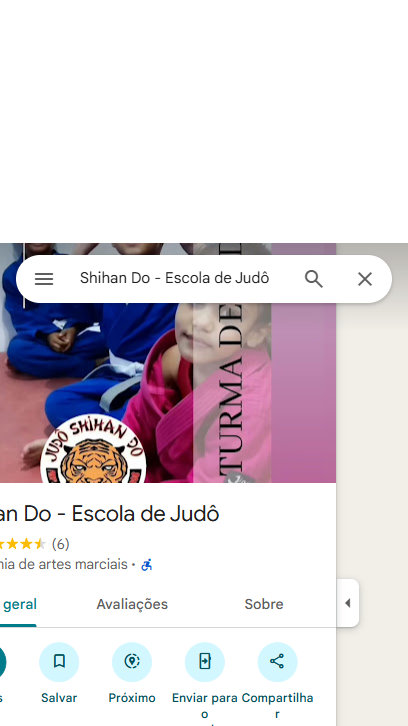 Shihan Do - Escola de Judô
TURMA DE
JUDÔ SHIHAN DO
an Do - Escola de Judô
(6)
nia de artes marciais ·
geral
Avaliações
Sobre
s
Salvar
Próximo
Enviar para o
Compartilhar